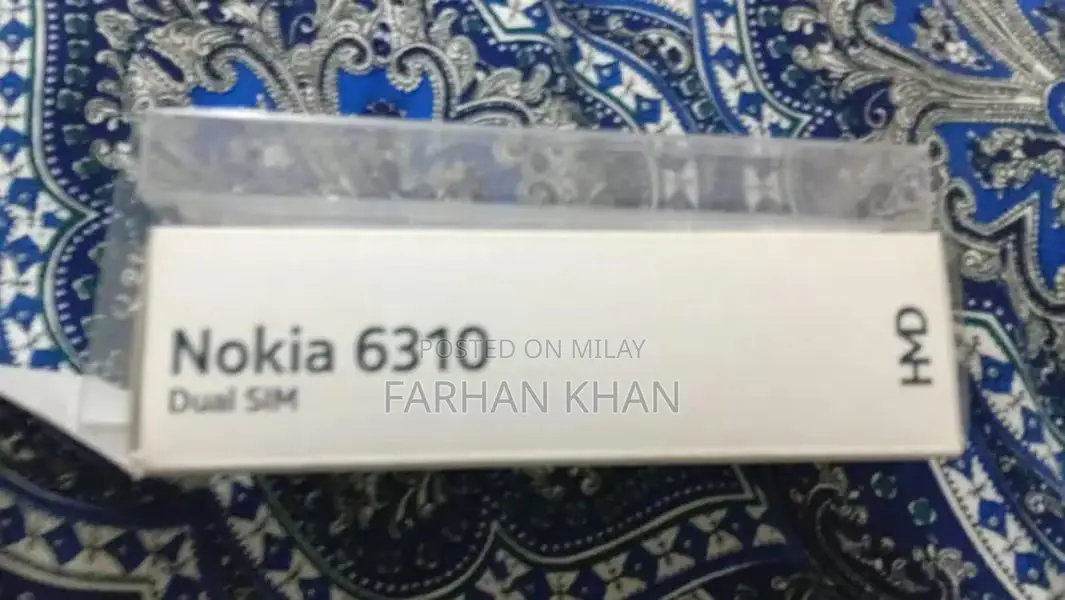 Nokia 6310
POSTED ON MILAY
Dual SIM
FARHAN KHAN
HMD